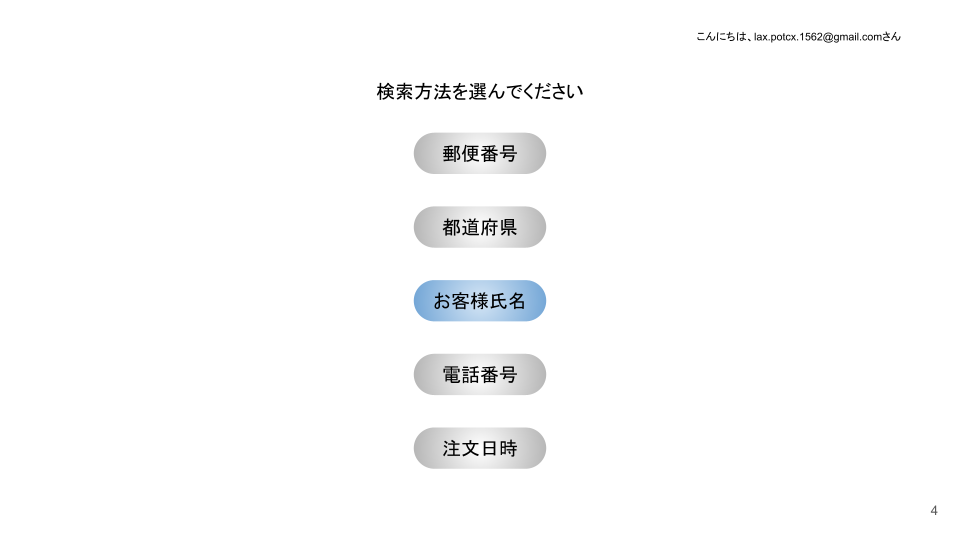 こんにちは、lax.potcx.1562@gmail.comさん
検索方法を選んでください
郵便番号
都道府県
お客様氏名
電話番号
注文日時
4